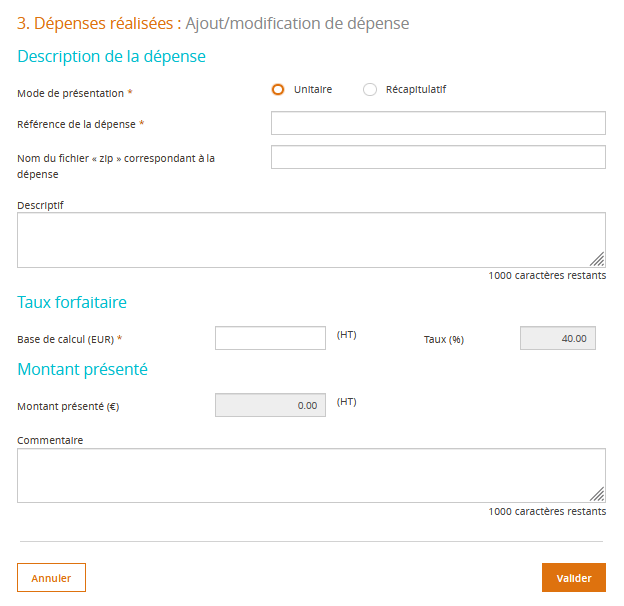 3. Dépenses réalisées : Ajout/modification de dépense
Description de la dépense
Mode de présentation * Unitaire Récapitulatif
Référence de la dépense *
Nom du fichier « zip » correspondant à la
dépense
Descriptif
1000 caractères restants
Taux forfaitaire
Base de calcul (EUR) * (HT) Taux (%) 40.00
Montant présenté
Montant présenté (€) 0.00 (HT)
Commentaire
1000 caractères restants
Annuler Valider